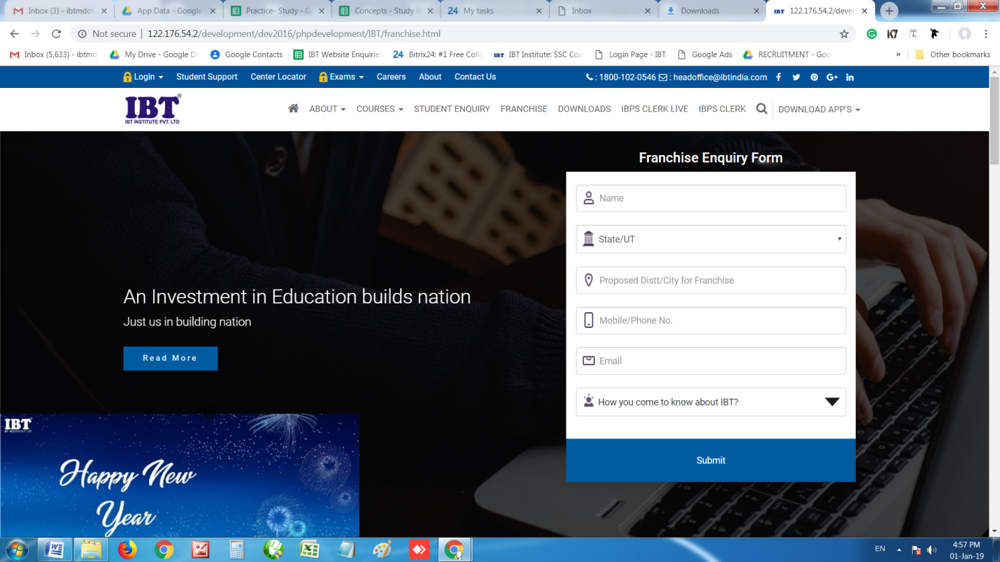 Inbox (3) - ibtmdof
App Data - Google
Practice- Study - Go
Concepts - Study (E
24 My tasks
Inbox
Downloads
IBT 122.176.54.2/devel
Not secure | 122.176.54.2/development/dev2016/phpdevelopment/IBT/franchise.html
Inbox (5,633) - ibtmd
My Drive - Google Dr
Google Contacts
IBT Website Enquiries
24 Bitrix24: #1 Free Colla
IBT IBT Institute: SSC Coa
Login Page - IBT
Google Ads
RECRUITMENT - Goo
» Other bookmarks
Login Student Support Center Locator Exams Careers About Contact Us : 1800-102-0546 : headoffice@ibtindia.com
IBT®
IBT INSTITUTE PVT. LTD
ABOUT COURSES STUDENT ENQUIRY FRANCHISE DOWNLOADS IBPS CLERK LIVE IBPS CLERK DOWNLOAD APP'S
Franchise Enquiry Form
Name
State/UT
Proposed Distt/City for Franchise
Mobile/Phone No.
Email
How you come to know about IBT?
Submit
An Investment in Education builds nation
Just us in building nation
Read More
IBT
Happy New
Year
EN
4:57 PM
01-Jan-19